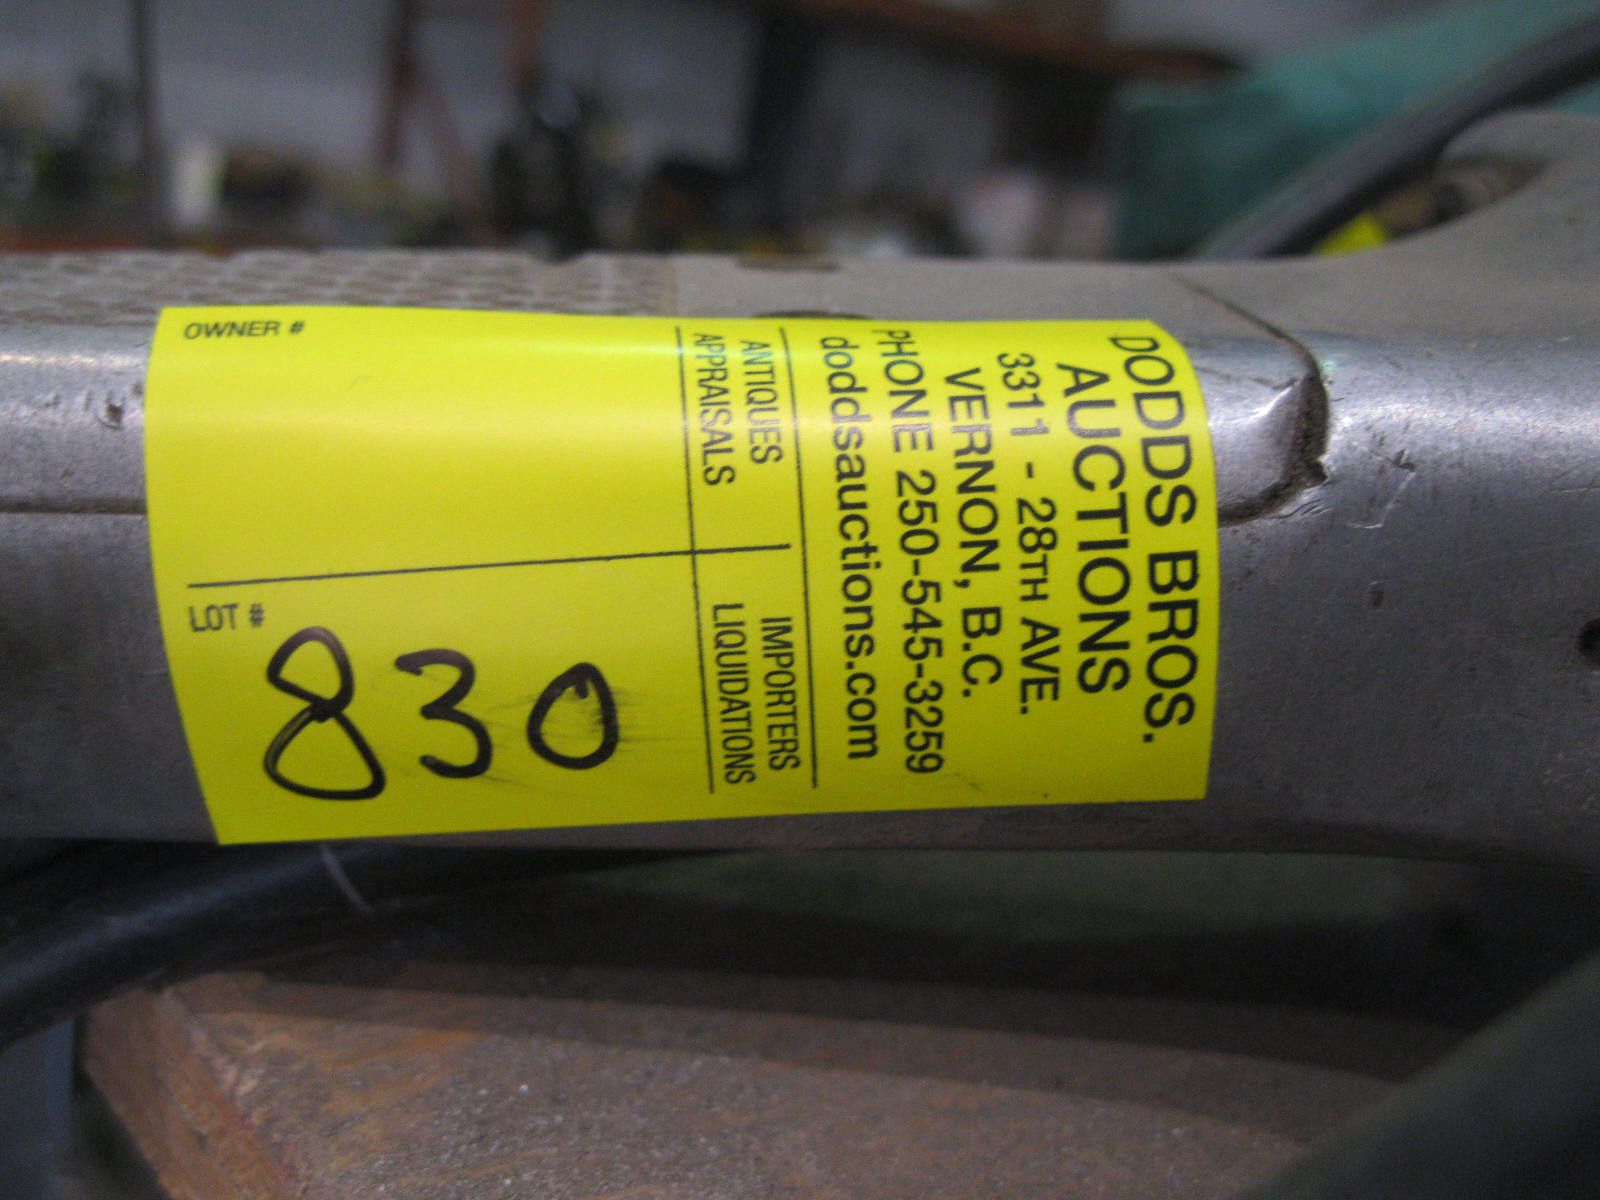 DODDS BROS.
AUCTIONS
3311 - 28TH AVE.
VERNON, B.C.
PHONE 250-545-3259
doddsauctions.com
ANTIQUES IMPORTERS
APPRAISALS LIQUIDATIONS
OWNER #
LOT #
830